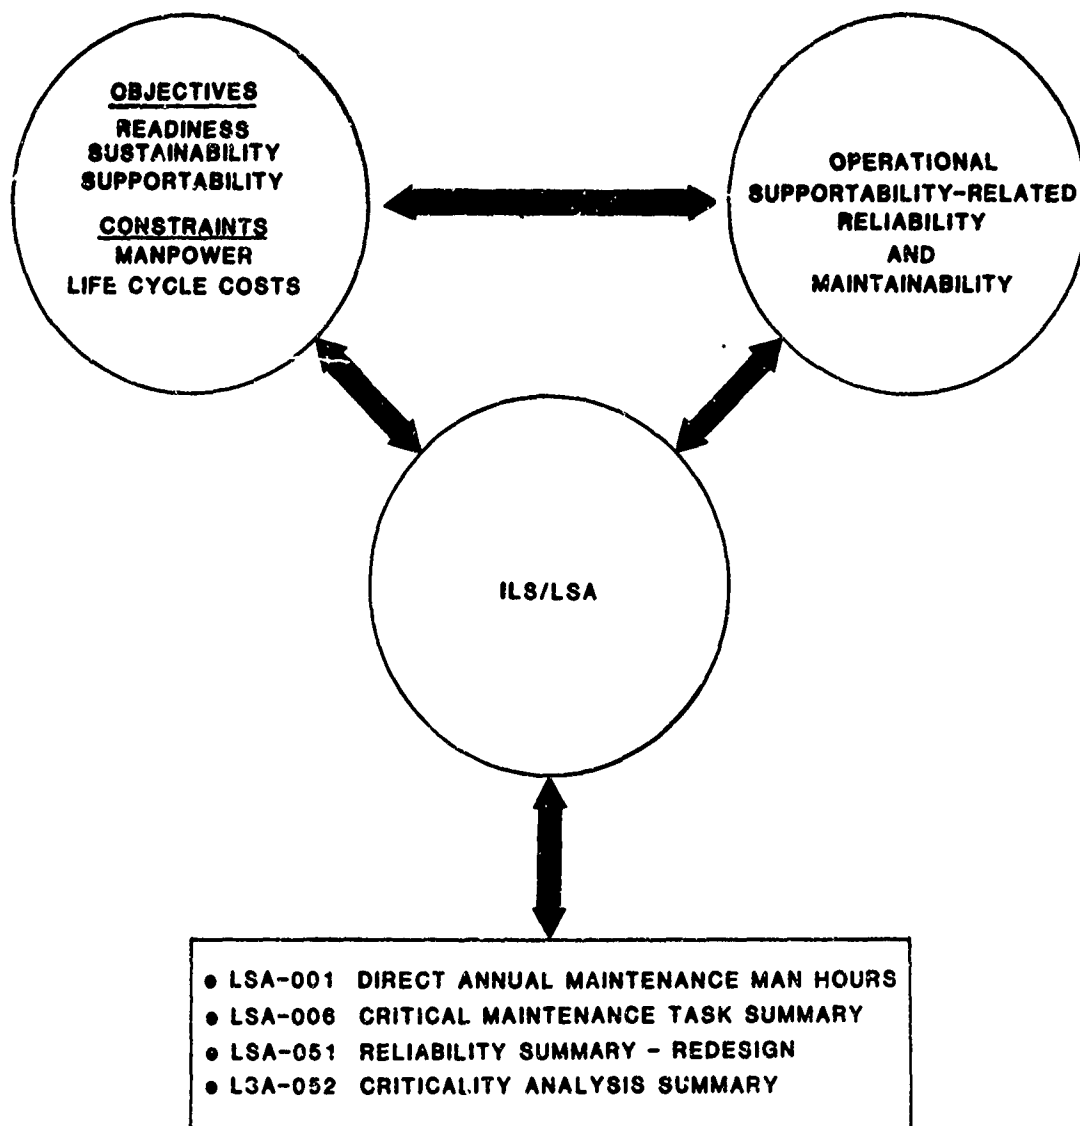 OBJECTIVES
READINESS
SUSTAINABILITY
SUPPORTABILITY
CONSTRAINTS
MANPOWER
LIFE CYCLE COSTS
OPERATIONAL
SUPPORTABILITY-RELATED
RELIABILITY
AND
MAINTAINABILITY
ILS/LSA
• LSA-001 DIRECT ANNUAL MAINTENANCE MAN HOURS
• LSA-006 CRITICAL MAINTENANCE TASK SUMMARY
• LSA-051 RELIABILITY SUMMARY - REDESIGN
• L3A-052 CRITICALITY ANALYSIS SUMMARY